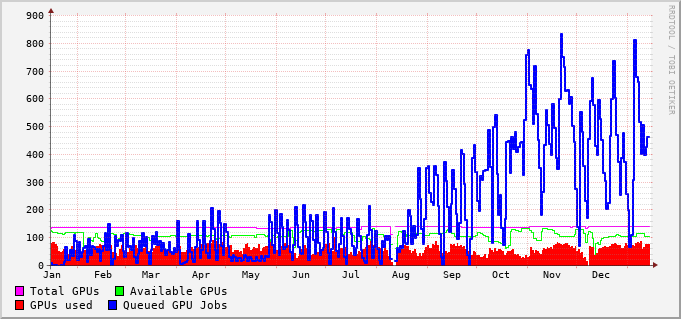 900
800
700
600
500
400
300
200
100
0
Jan Feb Mar Apr May Jun Jul Aug Sep Oct Nov Dec
Total GPUs Available GPUs
GPUs used Queued GPU Jobs
RRDTOOL / TOBI OETIKER